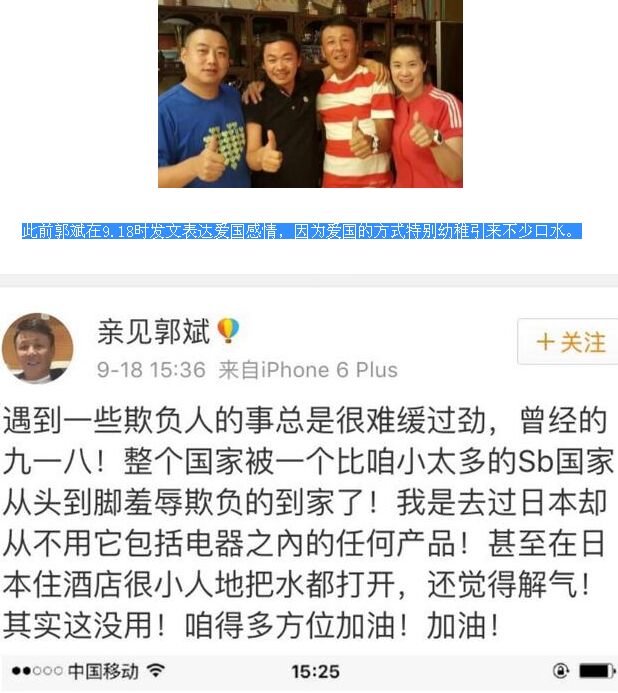 此前郭斌在9.18时发文表达爱国感情，因为爱国的方式特别幼稚引来不少口水。
亲见郭斌
+关注
9-18 15:36 来自iPhone 6 Plus
遇到一些欺负人的事总是很难缓过劲，曾经的
九一八！整个国家被一个比咱小太多的Sb国家
从头到脚羞辱欺负的到家了！我是去过日本却
从不用它包括电器之内的任何产品！甚至在日
本住酒店很小人地把水都打开，还觉得解气！
其实这没用！咱得多方位加油！加油！
中国移动 15:25